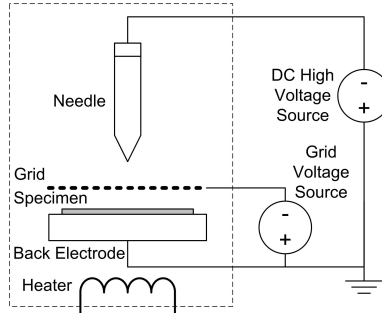 DC High
Voltage
Source
-
+
Needle
Grid
Voltage
Source
-
+
Grid
Specimen
Back Electrode
Heater